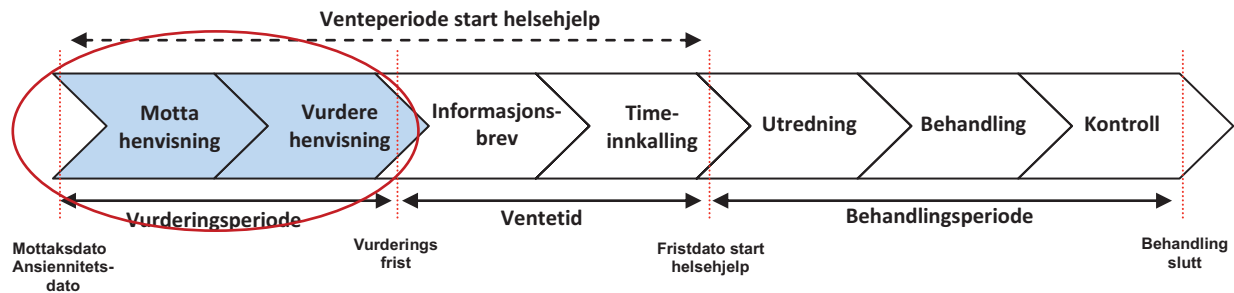 Venteperiode start helsehjelp
Motta
henvisning
Vurdere
henvisning
Informasjons-
brev
Time-
innkalling
Utredning
Behandling
Kontroll
Vurderingsperiode
Ventetid
Behandlingsperiode
Mottaksdato
Ansiennitets-
dato
Vurderings
frist
Fristdato start
helsehjelp
Behandling
slutt